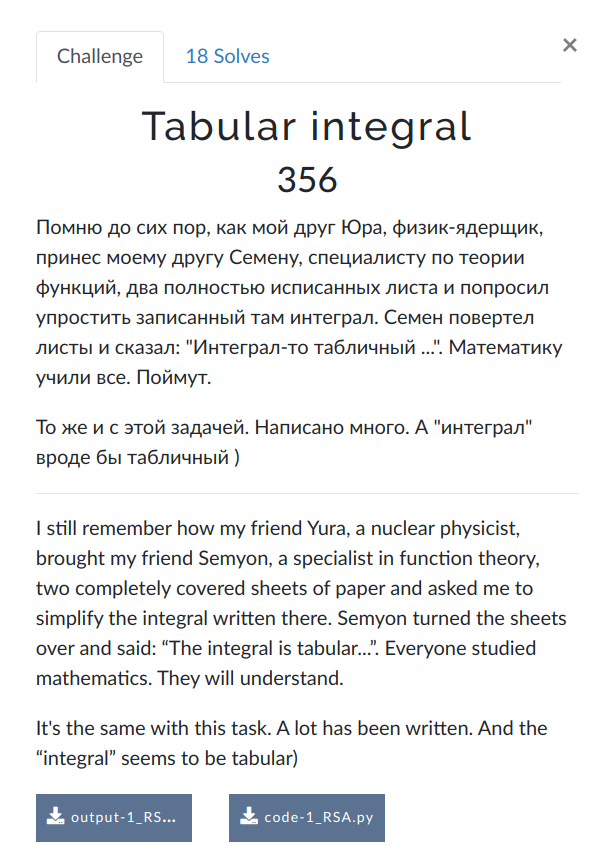 Challenge
18 Solves
×
Tabular integral
356
Помню до сих пор, как мой друг Юра, физик-ядерщик,
принес моему другу Семену, специалисту по теории
функций, два полностью исписанных листа и попросил
упростить записанный там интеграл. Семен повертел
листы и сказал: "Интеграл-то табличный ...". Математику
учили все. Поймут.
То же и с этой задачей. Написано много. А "интеграл"
вроде бы табличный )
I still remember how my friend Yura, a nuclear physicist,
brought my friend Semyon, a specialist in function theory,
two completely covered sheets of paper and asked me to
simplify the integral written there. Semyon turned the sheets
over and said: “The integral is tabular...”. Everyone studied
mathematics. They will understand.
It's the same with this task. A lot has been written. And the
“integral” seems to be tabular)
output-1_RS...
code-1_RSA.py